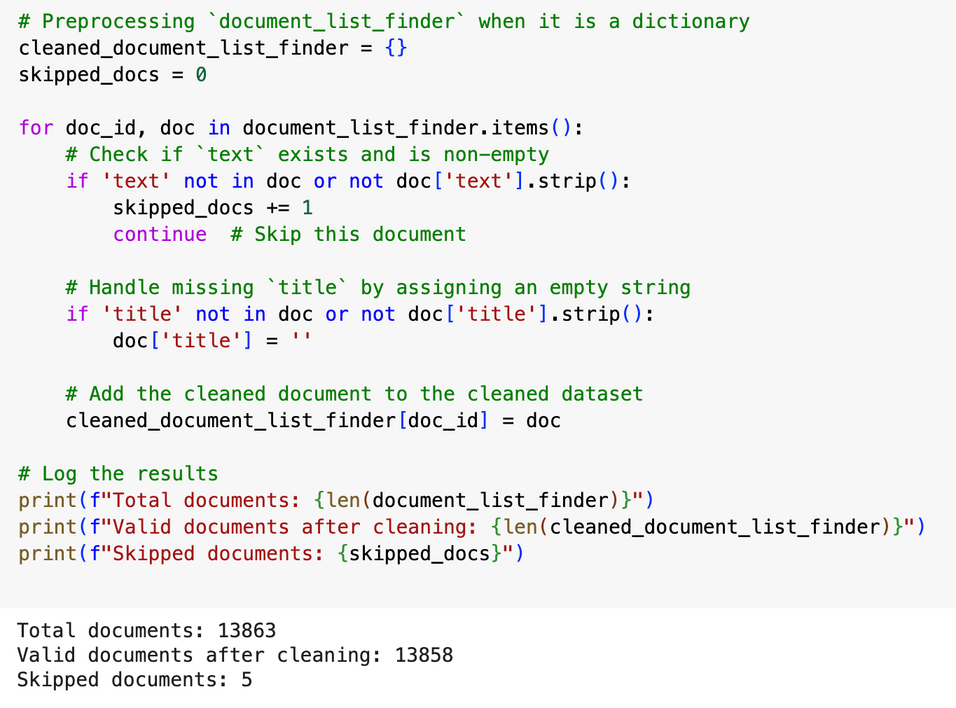 # Preprocessing `document_list_finder` when it is a dictionary
cleaned_document_list_finder = {}
skipped_docs = 0

for doc_id, doc in document_list_finder.items():
    # Check if `text` exists and is non-empty
    if 'text' not in doc or not doc['text'].strip():
        skipped_docs += 1
        continue  # Skip this document

    # Handle missing `title` by assigning an empty string
    if 'title' not in doc or not doc['title'].strip():
        doc['title'] = ''

    # Add the cleaned document to the cleaned dataset
    cleaned_document_list_finder[doc_id] = doc

# Log the results
print(f"Total documents: {len(document_list_finder)}")
print(f"Valid documents after cleaning: {len(cleaned_document_list_finder)}")
print(f"Skipped documents: {skipped_docs}")

Total documents: 13863
Valid documents after cleaning: 13858
Skipped documents: 5